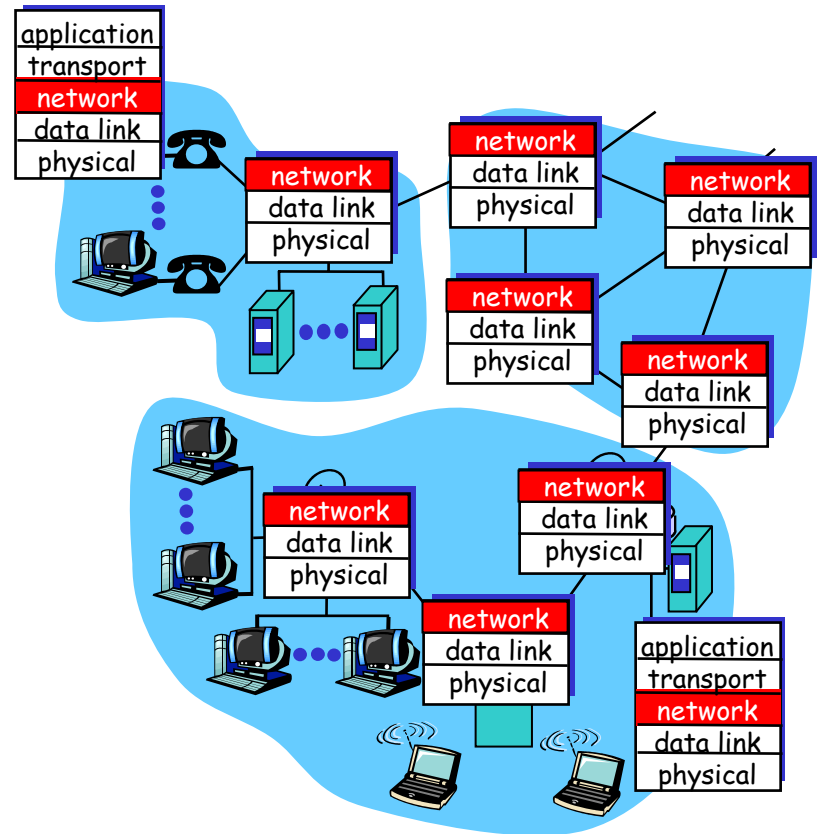 application
transport
network
data link
physical
network
data link
physical
network
data link
physical
network
data link
physical
network
data link
physical
network
data link
physical
network
data link
physical
network
data link
physical
network
data link
physical
application
transport
network
data link
physical